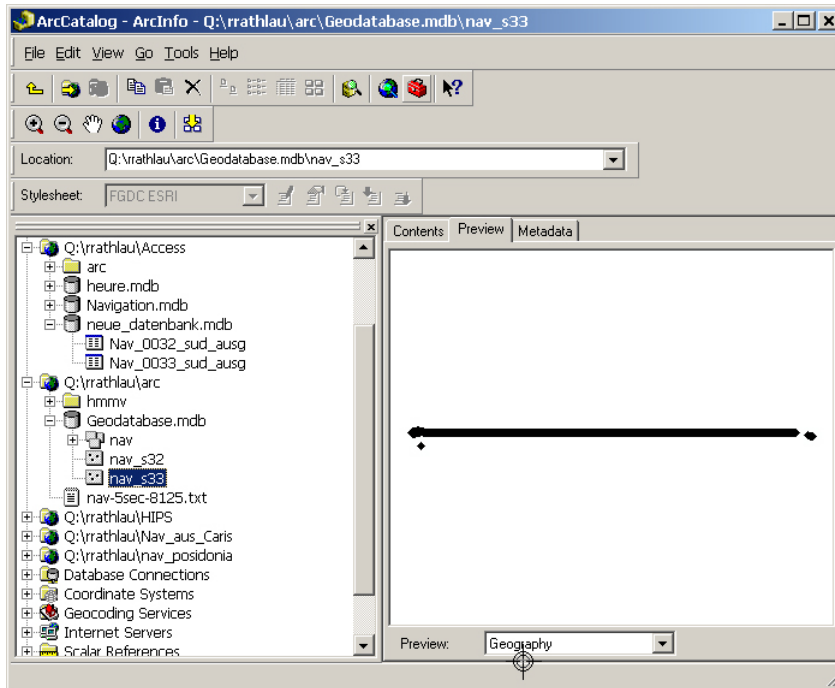 ArcCatalog - ArcInfo - Q:\rrathlau\arc\Geodatabase.mdb\nav_s33
File Edit View Go Tools Help
Location: Q:\rrathlau\arc\Geodatabase.mdb\nav_s33
Stylesheet: FGDC ESRI
Q:\rrathlau\Access
arc
heure.mdb
Navigation.mdb
neue_datenbank.mdb
Nav_0032_sud_ausg
Nav_0033_sud_ausg
Q:\rrathlau\arc
hmmv
Geodatabase.mdb
nav
nav_s32
nav_s33
nav-5sec-8125.txt
Q:\rrathlau\HIPS
Q:\rrathlau\Nav_aus_Caris
Q:\rrathlau\nav_posidonia
Database Connections
Coordinate Systems
Geocoding Services
Internet Servers
Scalar References
Contents Preview Metadata
Preview: Geography